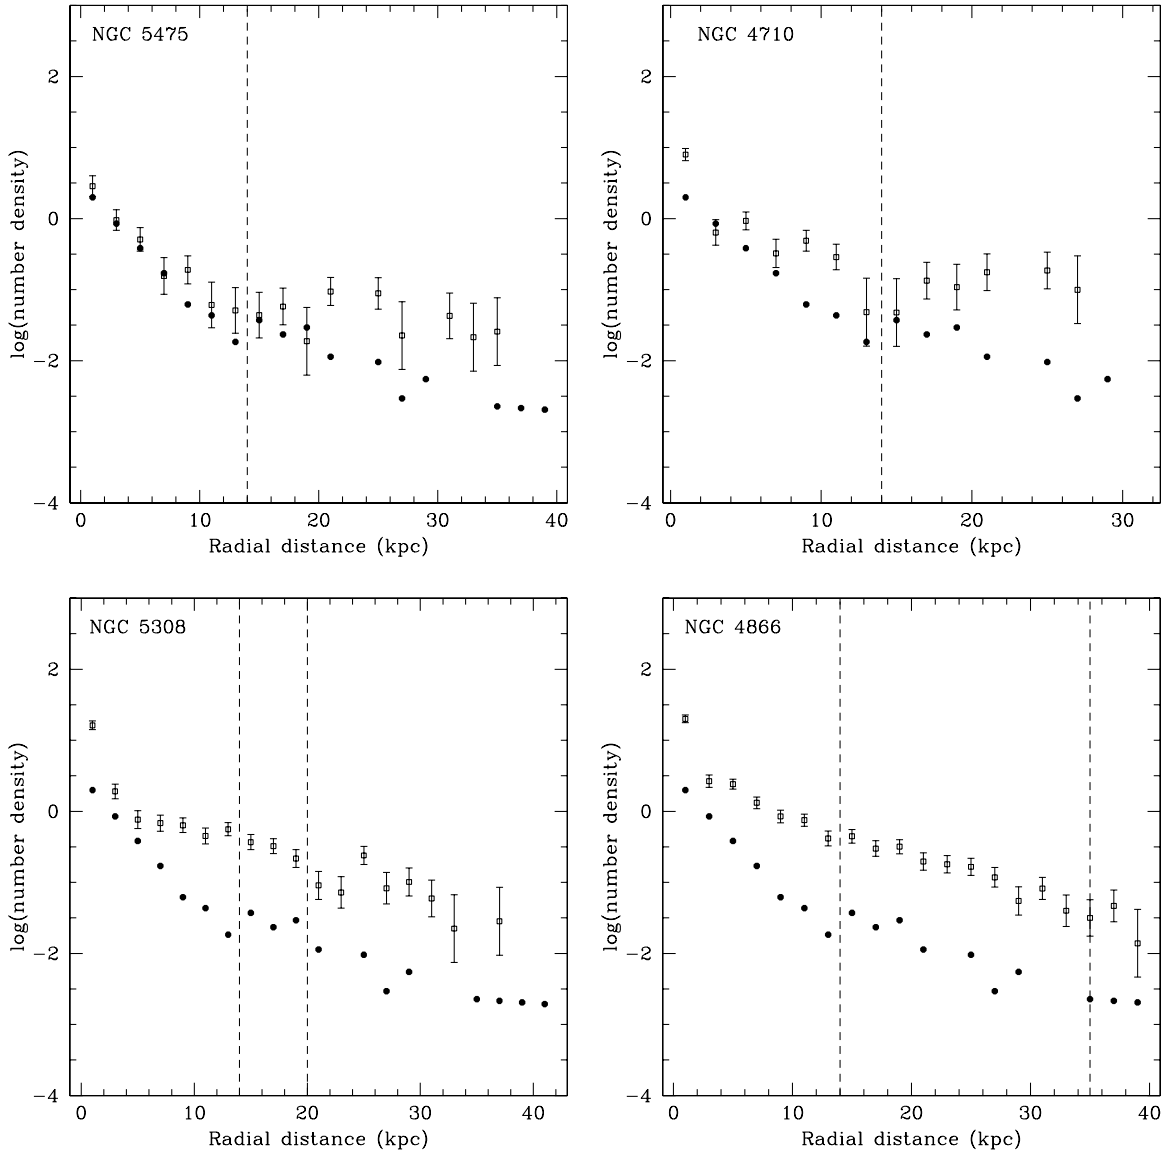 NGC 5475
log(number density)
2
0
−2
−4
0 10 20 30 40
Radial distance (kpc)
NGC 4710
log(number density)
2
0
−2
−4
0 10 20 30
Radial distance (kpc)
NGC 5308
log(number density)
2
0
−2
−4
0 10 20 30 40
Radial distance (kpc)
NGC 4866
log(number density)
2
0
−2
−4
0 10 20 30 40
Radial distance (kpc)